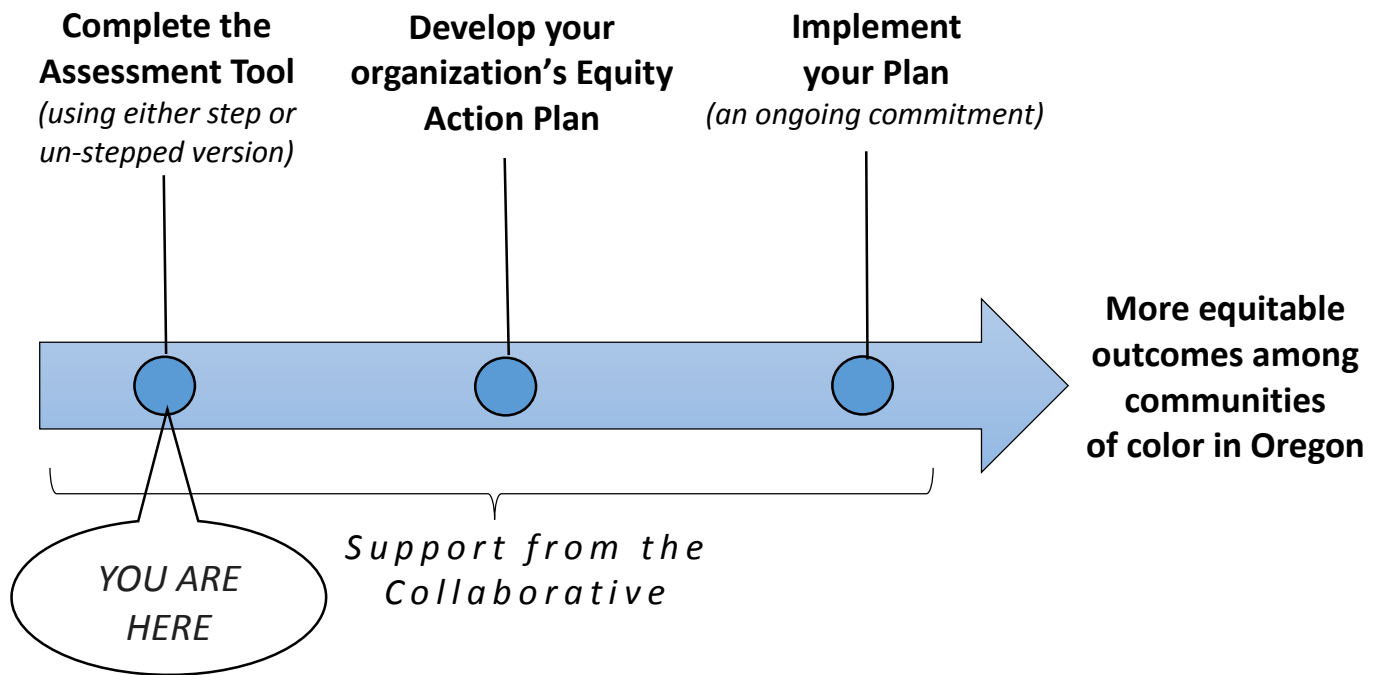 Complete the
Assessment Tool
(using either step or
un-stepped version)
Develop your
organization’s Equity
Action Plan
Implement
your Plan
(an ongoing commitment)
More equitable
outcomes among
communities
of color in Oregon
YOU ARE
HERE
Support from the
Collaborative